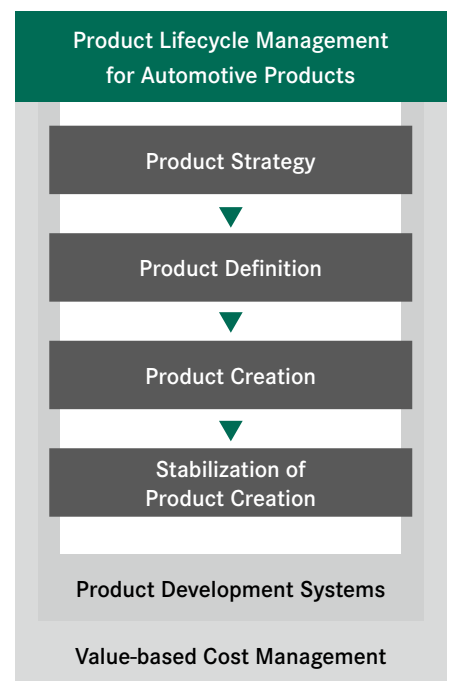 Product Lifecycle Management
for Automotive Products
Product Strategy
Product Definition
Product Creation
Stabilization of
Product Creation
Product Development Systems
Value-based Cost Management